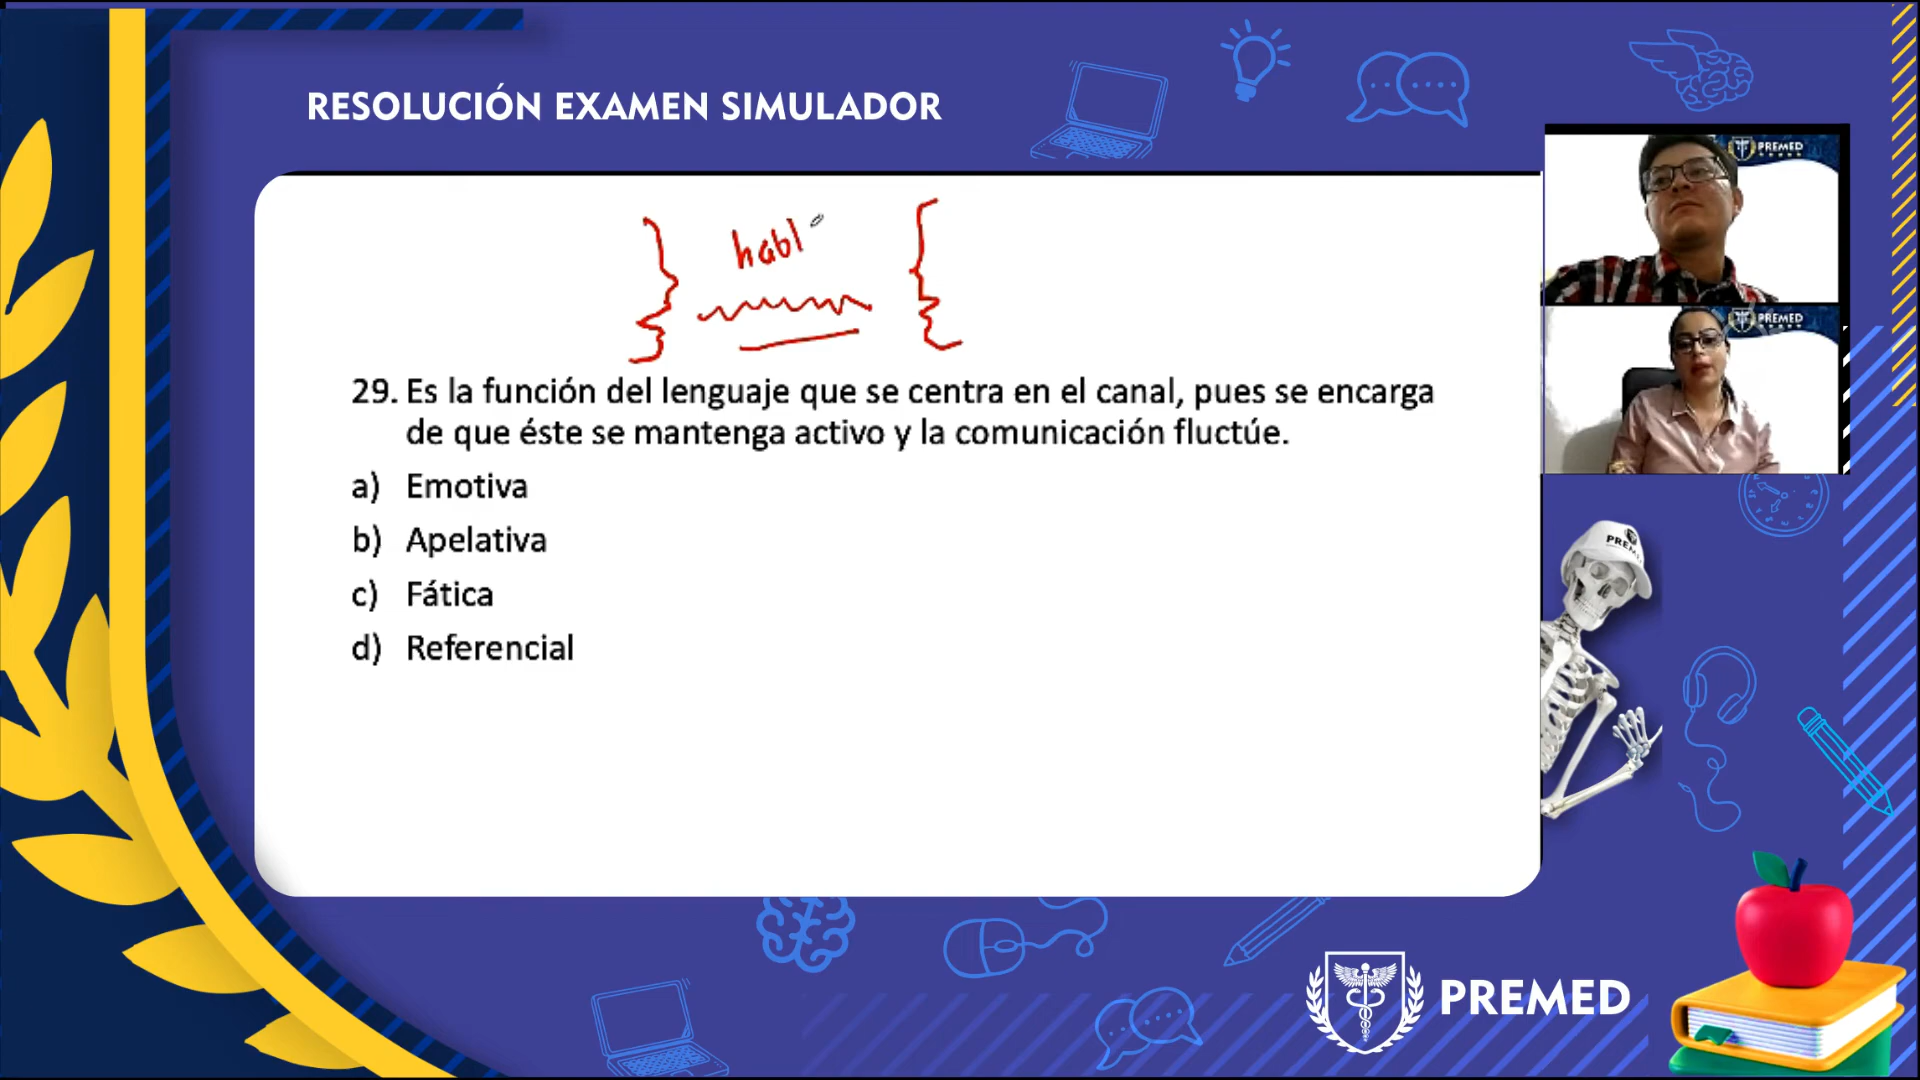 RESOLUCIÓN EXAMEN SIMULADOR
PREMED
habl
PREMED
29. Es la función del lenguaje que se centra en el canal, pues se encarga
de que éste se mantenga activo y la comunicación fluctúe.
a) Emotiva
b) Apelativa
c) Fática
d) Referencial
PREMED